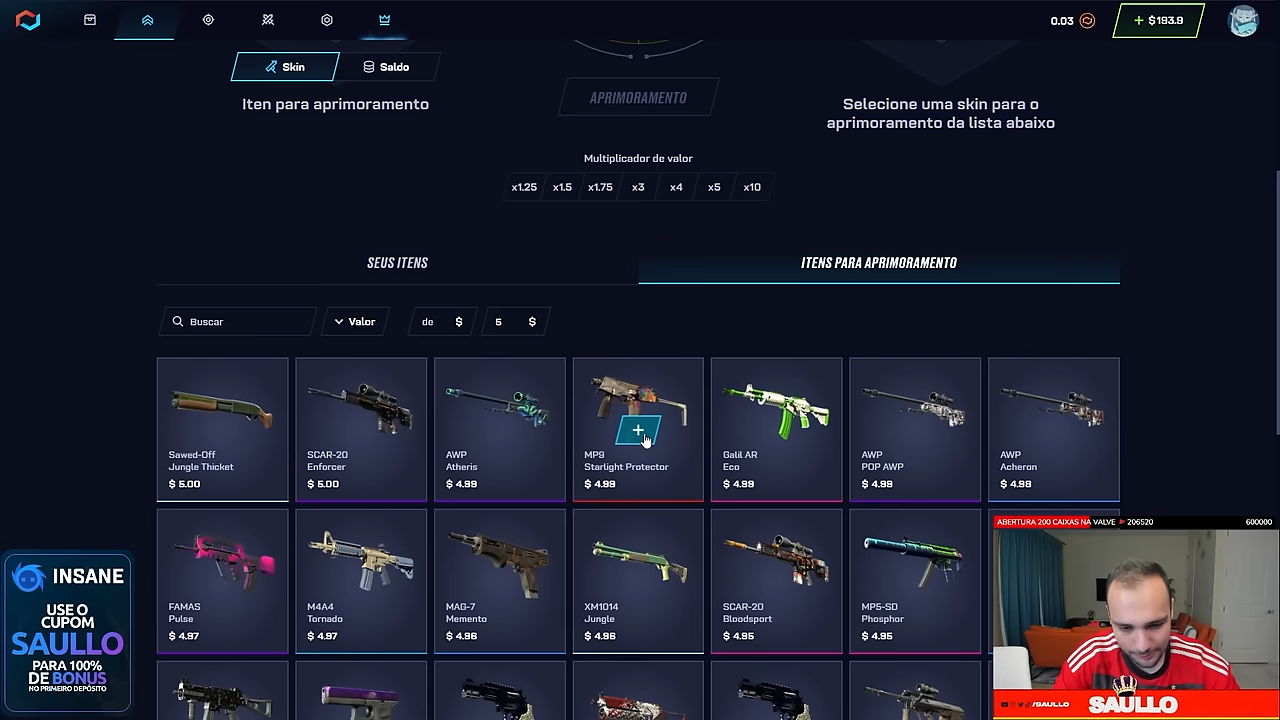 0.03
+ $193.9
Skin
Saldo
Iten para aprimoramento
APRIMORAMENTO
Selecione uma skin para o
aprimoramento da lista abaixo
Multiplicador de valor
x1.25 x1.5 x1.75 x3 x4 x5 x10
SEUS ITENS
ITENS PARA APRIMORAMENTO
Buscar
Valor
de $
5 $
Sawed-Off
Jungle Thicket
$ 5.00
SCAR-20
Enforcer
$ 5.00
AWP
Atheris
$ 4.99
MP9
Starlight Protector
$ 4.99
Galil AR
Eco
$ 4.99
AWP
POP AWP
$ 4.99
AWP
Acheron
$ 4.98
FAMAS
Pulse
$ 4.97
M4A4
Tornado
$ 4.97
MAG-7
Memento
$ 4.96
XM1014
Jungle
$ 4.96
SCAR-20
Bloodsport
$ 4.95
MP5-SD
Phosphor
$ 4.95
INSANE
USE O
CUPOM
SAULLO
PARA 100%
DE BONUS
NO PRIMEIRO DEPÓSITO
ABERTURA 200 CAIXAS NA VALVE 206520 600000
/SAULLO
SAULLO